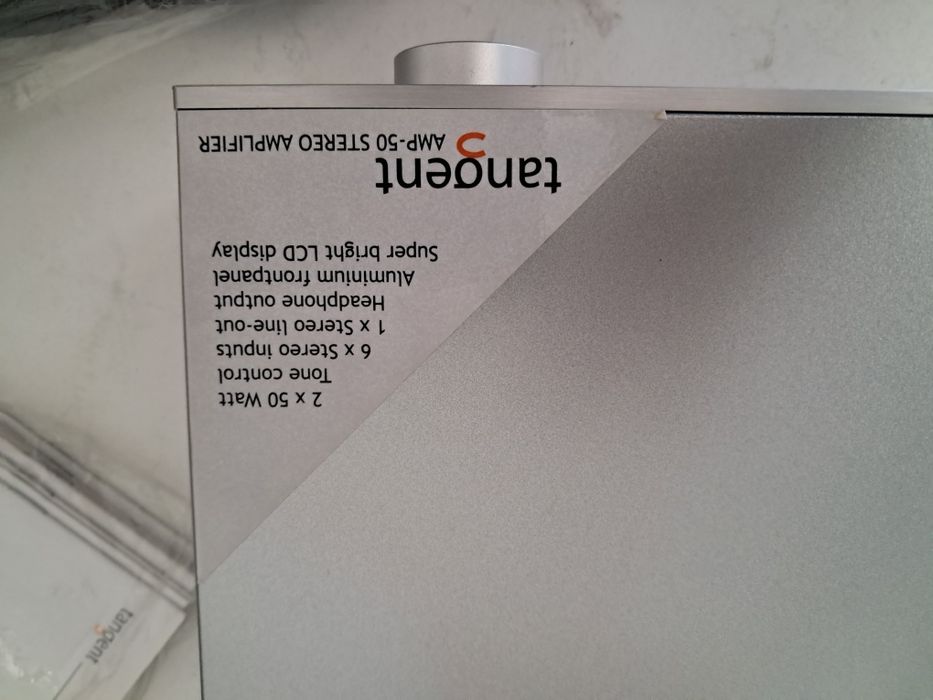 tangent
AMP-50 STEREO AMPLIFIER
2 x 50 Watt
Tone control
6 x Stereo inputs
1 x Stereo line-out
Headphone output
Aluminium frontpanel
Super bright LCD display
tangent